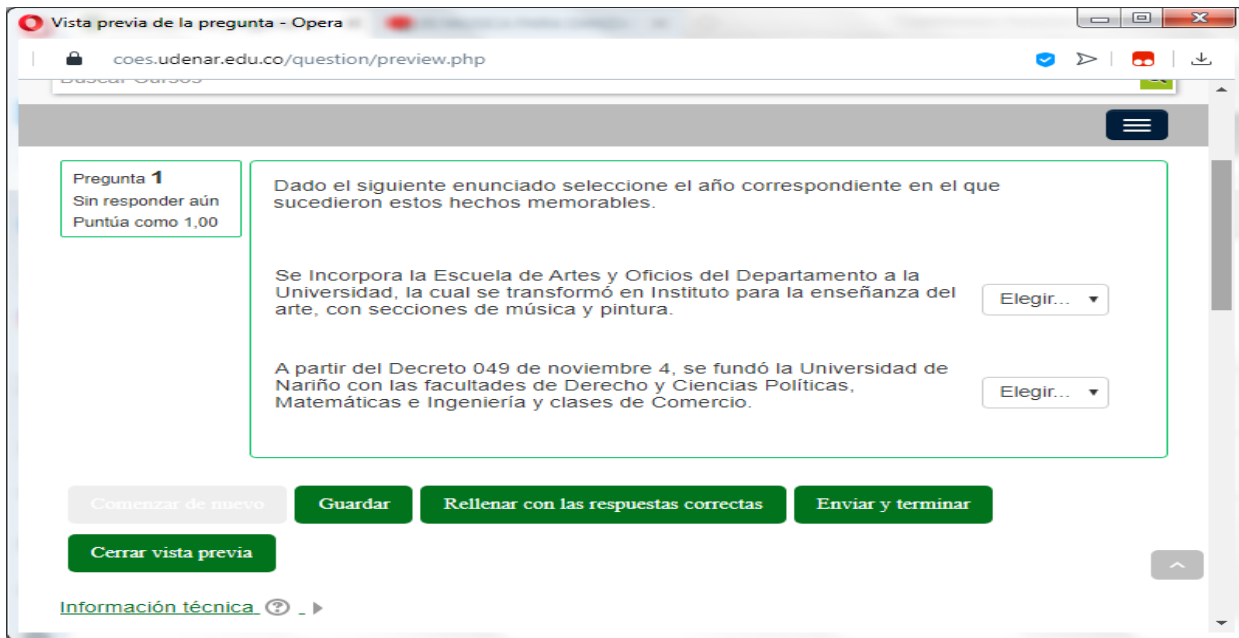 Vista previa de la pregunta - Opera
coes.udenar.edu.co/question/preview.php
Buscar Cursos
Pregunta 1
Sin responder aún
Puntúa como 1,00
Dado el siguiente enunciado seleccione el año correspondiente en el que
sucedieron estos hechos memorables.
Se Incorpora la Escuela de Artes y Oficios del Departamento a la
Universidad, la cual se transformó en Instituto para la enseñanza del
arte, con secciones de música y pintura.
Elegir...
A partir del Decreto 049 de noviembre 4, se fundó la Universidad de
Nariño con las facultades de Derecho y Ciencias Políticas,
Matemáticas e Ingeniería y clases de Comercio.
Elegir...
Comenzar de nuevo Guardar Rellenar con las respuestas correctas Enviar y terminar
Cerrar vista previa
Información técnica